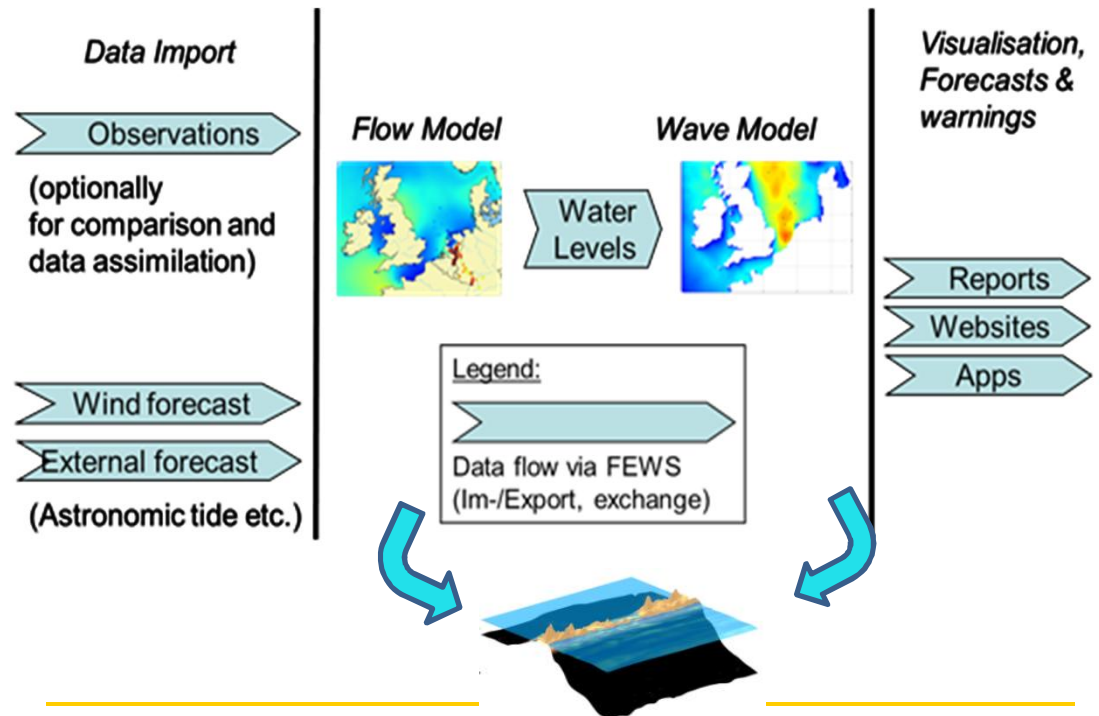 Data Import
Observations
(optionally
for comparison and
data assimilation)
Wind forecast
External forecast
(Astronomic tide etc.)
Flow Model
Water
Levels
Wave Model
Legend:
Data flow via FEWS
(Im-/Export, exchange)
Visualisation,
Forecasts &
warnings
Reports
Websites
Apps